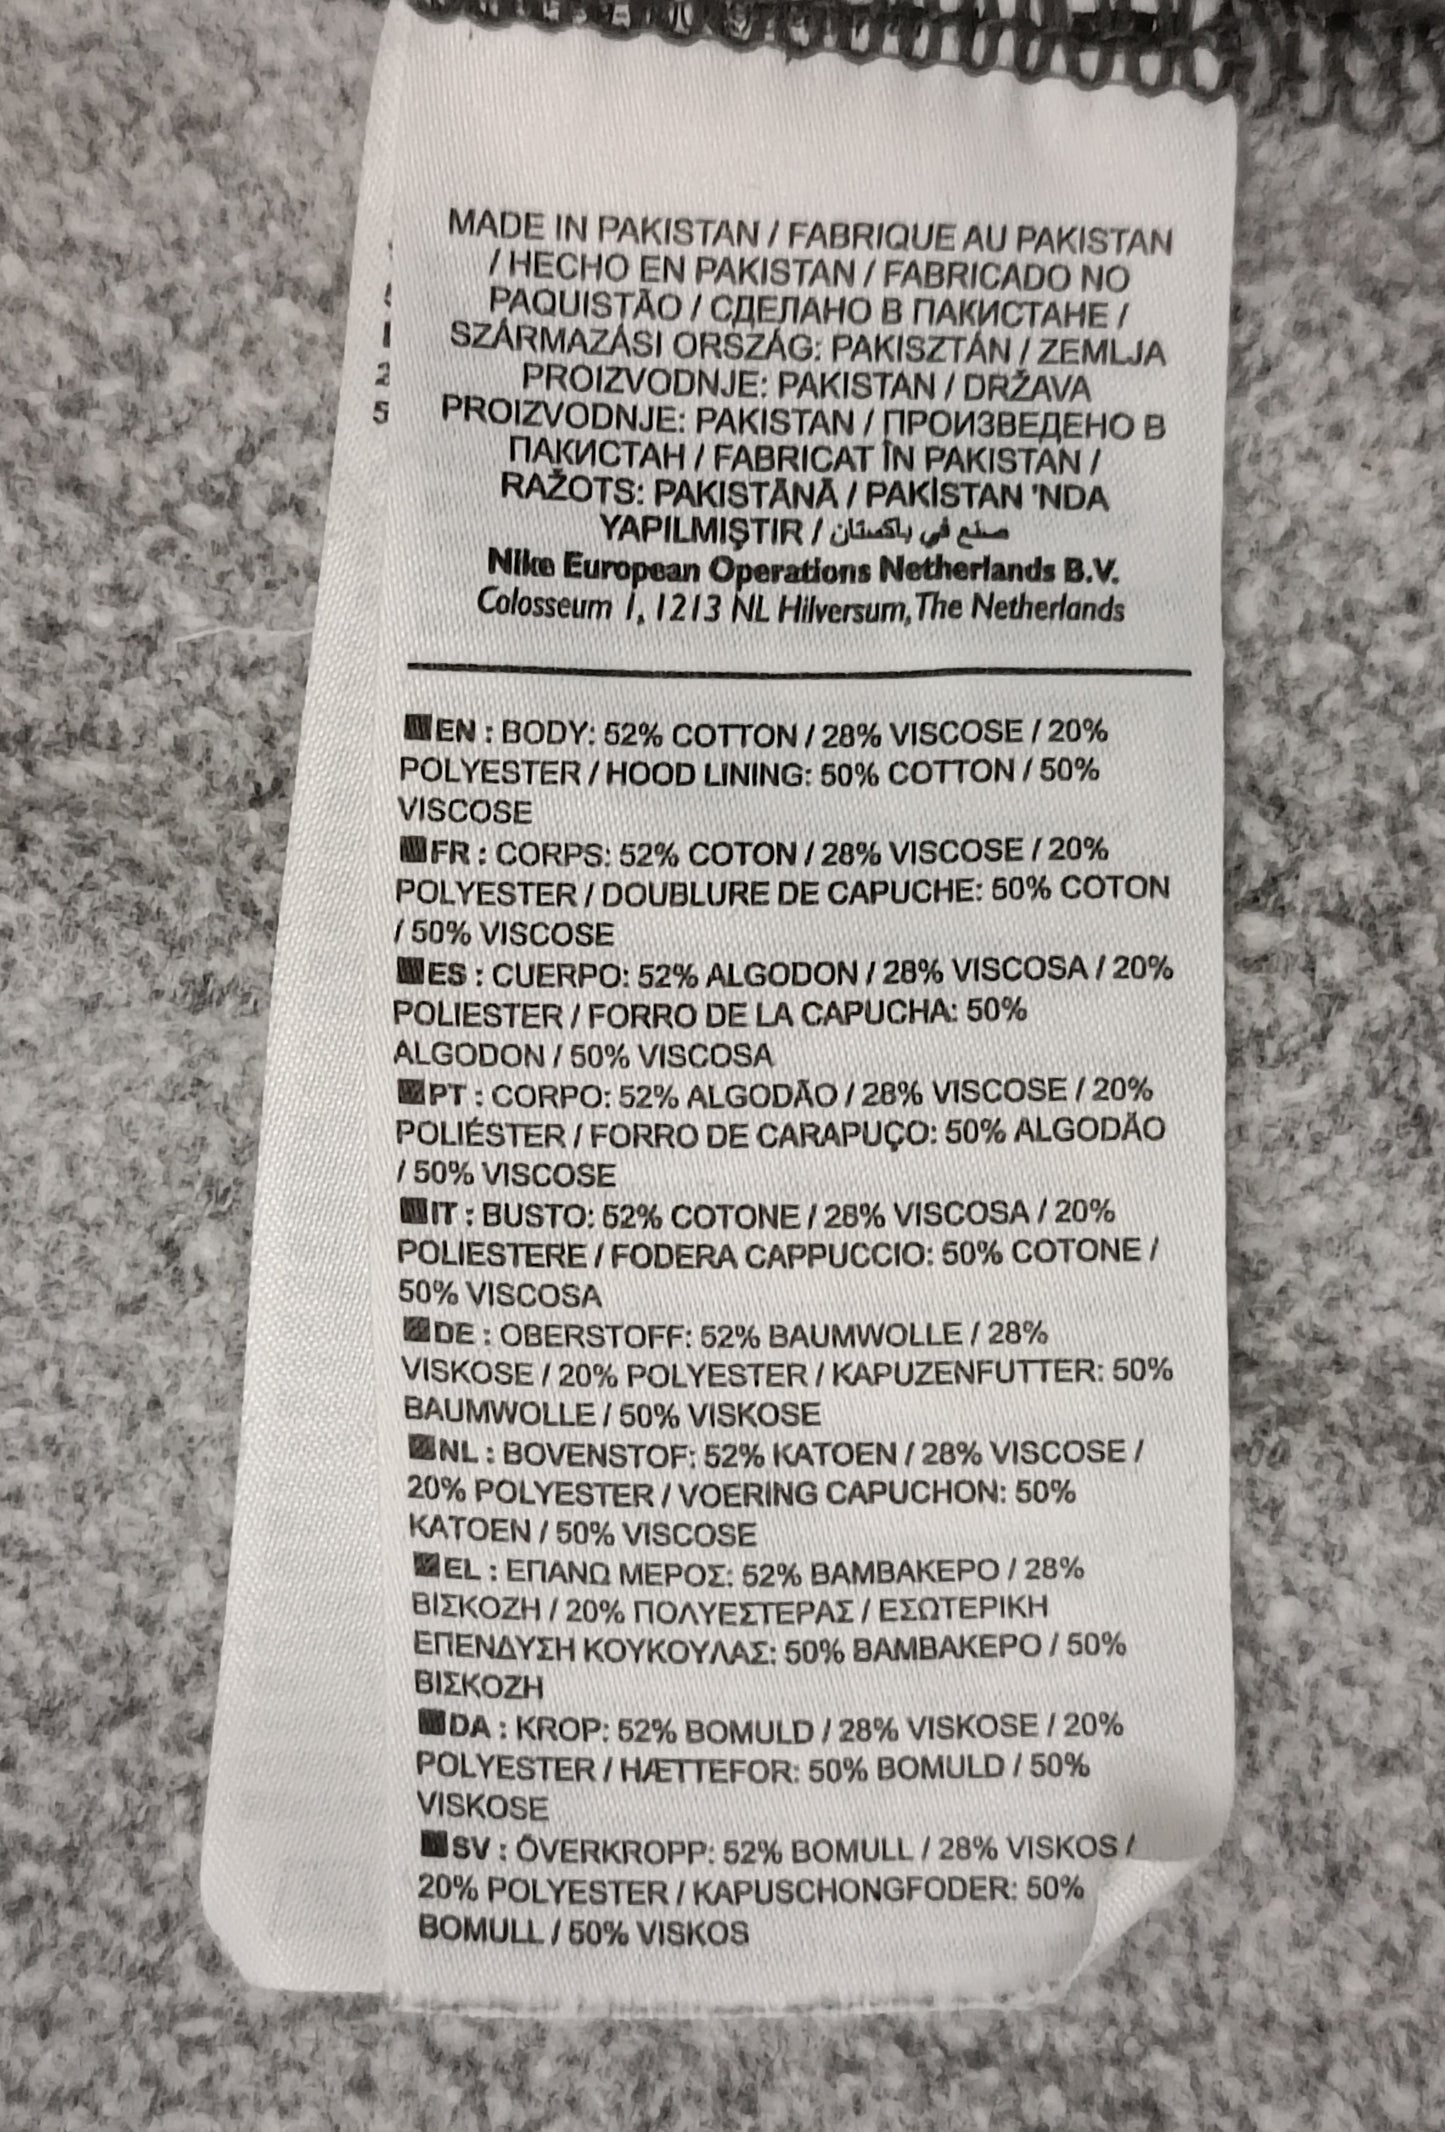 MADE IN PAKISTAN / FABRIQUE AU PAKISTAN
/ HECHO EN PAKISTAN / FABRICADO NO
PAQUISTÃO / СДЕЛАНО В ПАКИСТАНЕ /
SZÁRMAZÁSI ORSZÁG: PAKISZTÁN / ZEMLJA
PROIZVODNJE: PAKISTAN / DRŽAVA
PROIZVODNJE: PAKISTAN / ПРОИЗВЕДЕНО В
ПАКИСТАН / FABRICAT ÎN PAKISTAN /
RAŽOTS: PAKISTĀNĀ / PAKİSTAN 'NDA
YAPILMIŞTIR / صنع في باكستان
Nike European Operations Netherlands B.V.
Colosseum 1, 1213 NL Hilversum, The Netherlands
EN : BODY: 52% COTTON / 28% VISCOSE / 20%
POLYESTER / HOOD LINING: 50% COTTON / 50%
VISCOSE
FR : CORPS: 52% COTON / 28% VISCOSE / 20%
POLYESTER / DOUBLURE DE CAPUCHE: 50% COTON
/ 50% VISCOSE
ES : CUERPO: 52% ALGODON / 28% VISCOSA / 20%
POLIESTER / FORRO DE LA CAPUCHA: 50%
ALGODON / 50% VISCOSA
PT : CORPO: 52% ALGODÃO / 28% VISCOSE / 20%
POLIÉSTER / FORRO DE CARAPUÇO: 50% ALGODÃO
/ 50% VISCOSE
IT : BUSTO: 52% COTONE / 28% VISCOSA / 20%
POLIESTERE / FODERA CAPPUCCIO: 50% COTONE /
50% VISCOSA
DE : OBERSTOFF: 52% BAUMWOLLE / 28%
VISKOSE / 20% POLYESTER / KAPUZENFUTTER: 50%
BAUMWOLLE / 50% VISKOSE
NL : BOVENSTOF: 52% KATOEN / 28% VISCOSE /
20% POLYESTER / VOERING CAPUCHON: 50%
KATOEN / 50% VISCOSE
EL : ΕΠΑΝΩ ΜΕΡΟΣ: 52% ΒΑΜΒΑΚΕΡΟ / 28%
ΒΙΣΚΟΖΗ / 20% ΠΟΛΥΕΣΤΕΡΑΣ / ΕΣΩΤΕΡΙΚΗ
ΕΠΕΝΔΥΣΗ ΚΟΥΚΟΥΛΑΣ: 50% ΒΑΜΒΑΚΕΡΟ / 50%
ΒΙΣΚΟΖΗ
DA : KROP: 52% BOMULD / 28% VISKOSE / 20%
POLYESTER / HÆTTEFOR: 50% BOMULD / 50%
VISKOSE
SV : ÖVERKROPP: 52% BOMULL / 28% VISKOS /
20% POLYESTER / KAPUSCHONGFODER: 50%
BOMULL / 50% VISKOS